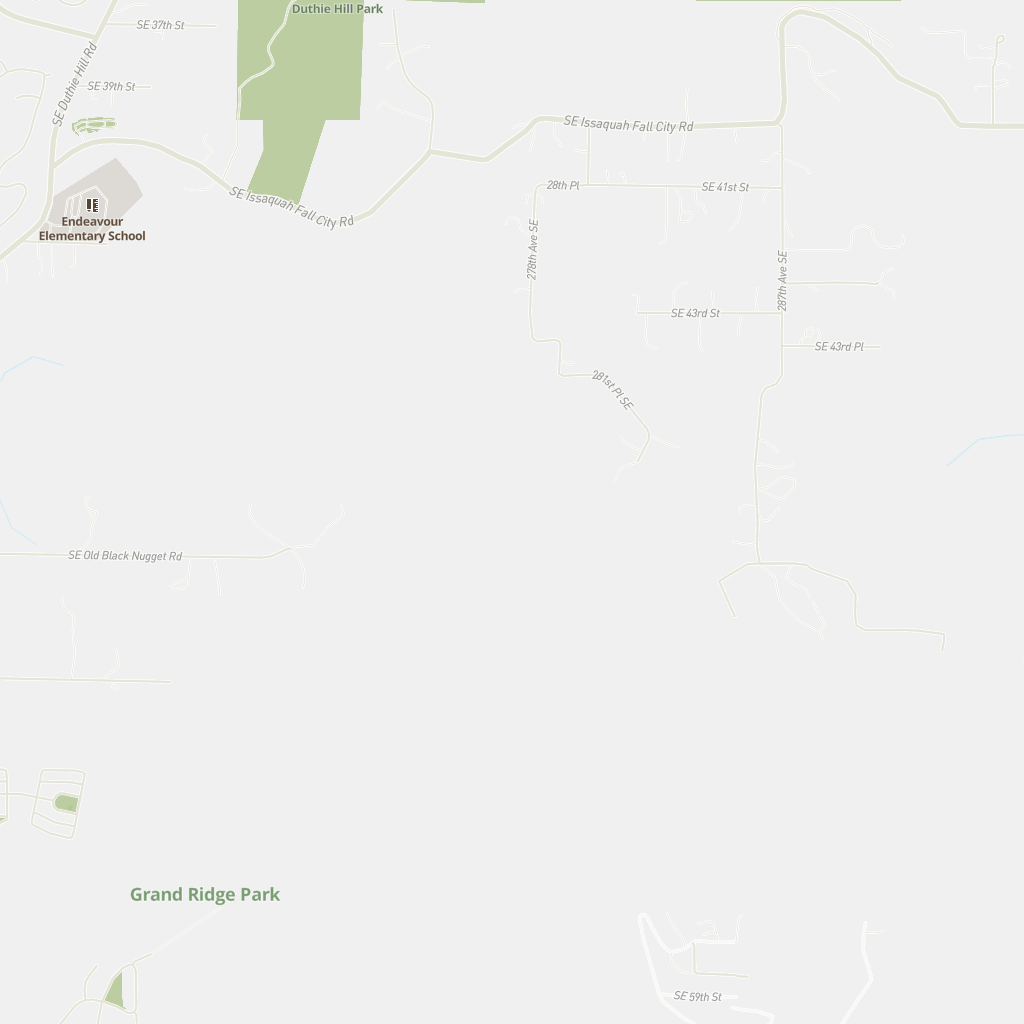 Duthie Hill Park
SE 37th St
SE Duthie Hill Rd
SE 39th St
SE Issaquah Fall City Rd
28th Pl
SE 41st St
SE Issaquah Fall City Rd
Endeavour
Elementary School
278th Ave SE
287th Ave SE
SE 43rd St
SE 43rd Pl
281st Pl SE
SE Old Black Nugget Rd
Grand Ridge Park
SE 59th St